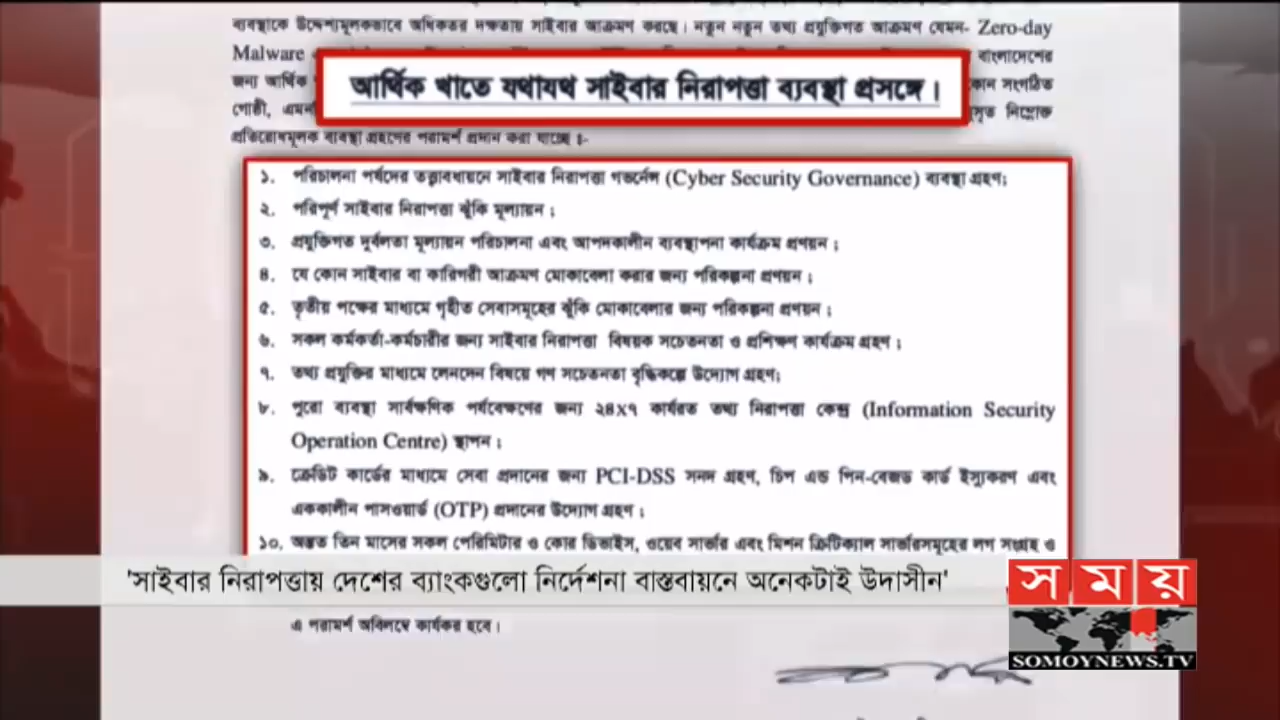 ব্যবস্থাকে উদ্দেশ্যমূলকভাবে অধিকতর দক্ষতায় সাইবার আক্রমণ করছে। নতুন নতুন তথ্য প্রযুক্তিগত আক্রমণ যেমন- Zero-day
Malware
বাংলাদেশের
জন্য আর্থিক
কোন সংগঠিত
আর্থিক খাতে যথাযথ সাইবার নিরাপত্তা ব্যবস্থা প্রসঙ্গে।
গোষ্ঠী,
নিম্নোক্ত
প্রতিরোধমূলক ব্যবস্থা গ্রহণের পরামর্শ প্রদান করা যাচ্ছে ঃ-
১. পরিচালনা পর্ষদের তত্ত্বাবধায়নে সাইবার নিরাপত্তা গভর্নেন্স (Cyber Security Governance) ব্যবস্থা গ্রহণ;
২. পরিপূর্ণ সাইবার নিরাপত্তা ঝুঁকি মূল্যায়ন ;
৩. প্রযুক্তিগত দুর্বলতা মূল্যায়ন পরিচালনা এবং আপদকালীন ব্যবস্থাপনা কার্যক্রম প্রণয়ন ;
৪. যে কোন সাইবার বা কারিগরী আক্রমণ মোকাবেলা করার জন্য পরিকল্পনা প্রণয়ন ;
৫. তৃতীয় পক্ষের মাধ্যমে গৃহীত সেবাসমূহের ঝুঁকি মোকাবেলার জন্য পরিকল্পনা প্রণয়ন ;
৬. সকল কর্মকর্তা-কর্মচারীর জন্য সাইবার নিরাপত্তা বিষয়ক সচেতনতা ও প্রশিক্ষণ কার্যক্রম গ্রহণ ;
৭. তথ্য প্রযুক্তির মাধ্যমে লেনদেন বিষয়ে গণ সচেতনতা বৃদ্ধিকল্পে উদ্যোগ গ্রহণ;
৮. পুরো ব্যবস্থা সার্বক্ষণিক পর্যবেক্ষণের জন্য ২৪X৭ কার্যরত তথ্য নিরাপত্তা কেন্দ্র (Information Security
Operation Centre) স্থাপন ;
৯. ক্রেডিট কার্ডের মাধ্যমে সেবা প্রদানের জন্য PCI-DSS সনদ গ্রহণ, চিপ এন্ড পিন-বেজড কার্ড ইস্যুকরণ এবং
এককালীন পাসওয়ার্ড (OTP) প্রদানের উদ্যোগ গ্রহণ ;
১০. অন্তত তিন মাসের সকল পেরিমিটার ও কোর ডিভাইস, ওয়েব সার্ভার এবং মিশন ক্রিটিক্যাল সার্ভারসমূহের লগ সংগ্রহ ও
'সাইবার নিরাপত্তায় দেশের ব্যাংকগুলো নির্দেশনা বাস্তবায়নে অনেকটাই উদাসীন'
সময়
এ পরামর্শ অবিলম্বে কার্যকর হবে।
SOMOYNEWS.TV